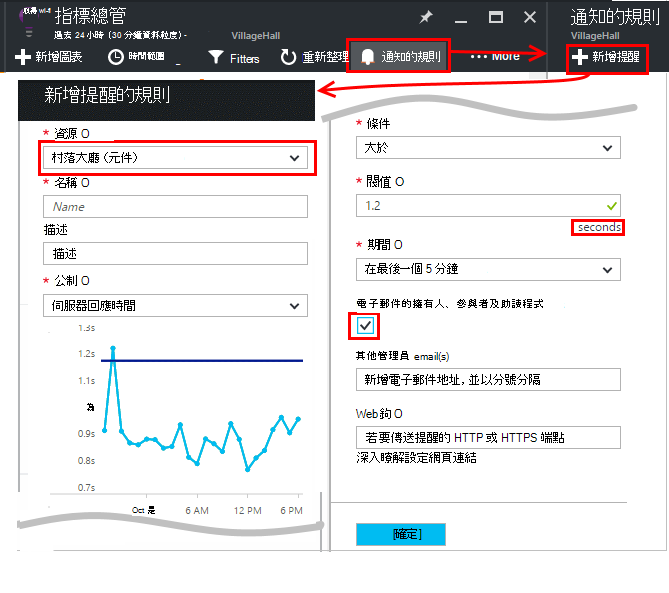 指標總管
過去 24 小時 (30 分鐘資料粒度) -
VillageHall
新增圖表
時間範圍
Filters
重新整理
通知的規則
More
通知的規則
VillageHall
新增提醒
新增提醒的規則
* 資源 O
村落大廳 (元件)
* 名稱 O
Name
描述
描述
* 公制 O
伺服器回應時間
1.3s
1.2s
1.1s
為
0.9s
0.8s
0.7s
Oct 是
6 AM
12 PM
6 PM
* 條件
大於
* 閥值 O
1.2
seconds
* 期間 O
在最後一個 5 分鐘
電子郵件的擁有人、參與者及助讀程式
其他管理員 email(s)
新增電子郵件地址, 並以分號分隔
Web鉤 O
若要傳送提醒的 HTTP 或 HTTPS 端點
深入瞭解設定網頁連結
[確定]